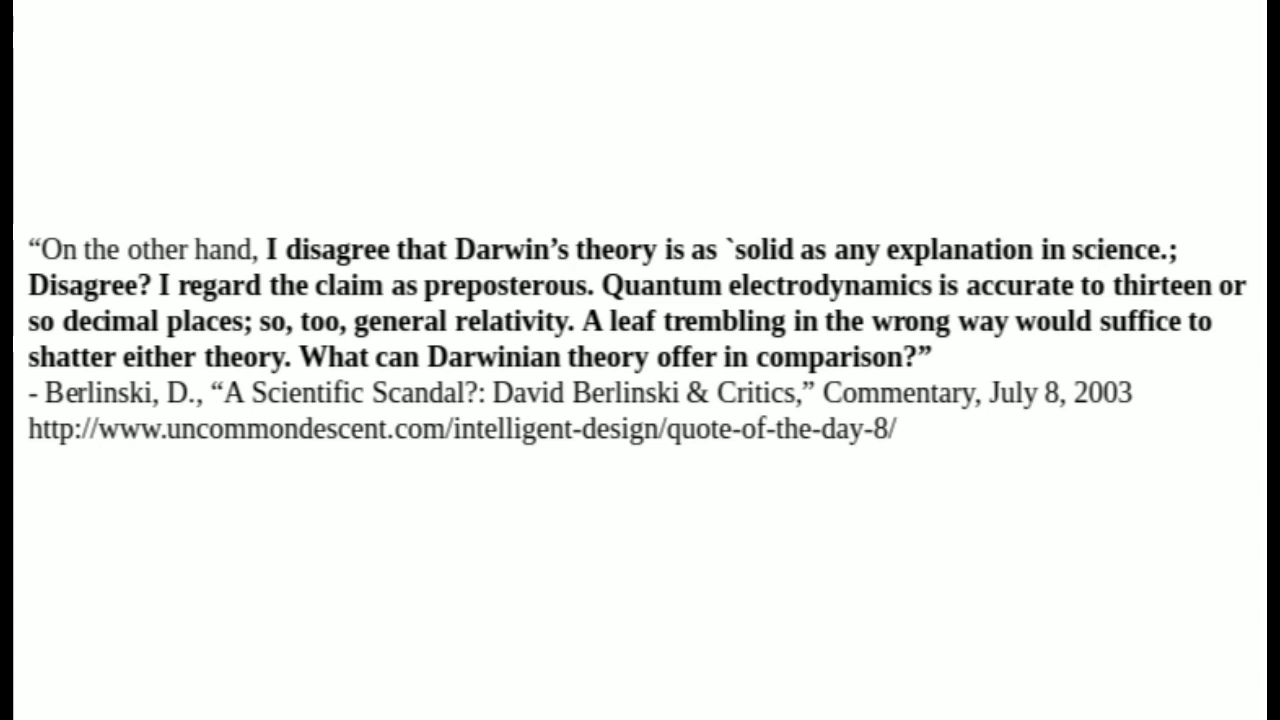 “On the other hand, I disagree that Darwin’s theory is as `solid as any explanation in science.;
Disagree? I regard the claim as preposterous. Quantum electrodynamics is accurate to thirteen or
so decimal places; so, too, general relativity. A leaf trembling in the wrong way would suffice to
shatter either theory. What can Darwinian theory offer in comparison?”
- Berlinski, D., “A Scientific Scandal?: David Berlinski & Critics,” Commentary, July 8, 2003
http://www.uncommondescent.com/intelligent-design/quote-of-the-day-8/